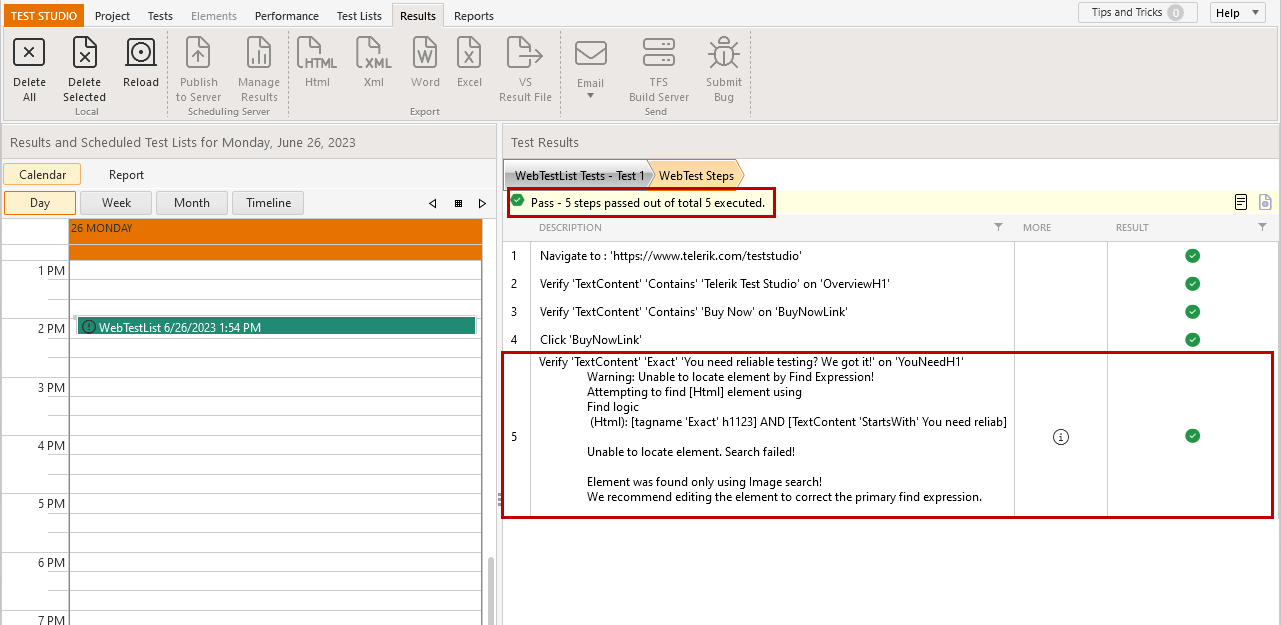 TEST STUDIO Project Tests Elements Performance Test Lists Results Reports Tips and Tricks 0 Help
Delete All
Delete Selected
Reload
Local
Publish to Server
Manage Results
Scheduling Server
HTML Html
XML Xml
W Word
X Excel
VS Result File
Export
Email
TFS Build Server
Submit Bug
Send
Results and Scheduled Test Lists for Monday, June 26, 2023
Calendar Report
Day Week Month Timeline
26 MONDAY
1 PM
2 PM
WebTestList 6/26/2023 1:54 PM
3 PM
4 PM
5 PM
6 PM
7 PM
Test Results
WebTestList Tests - Test 1 WebTest Steps
Pass - 5 steps passed out of total 5 executed.
DESCRIPTION MORE RESULT
1 Navigate to : 'https://www.telerik.com/teststudio'
2 Verify 'TextContent' 'Contains' 'Telerik Test Studio' on 'OverviewH1'
3 Verify 'TextContent' 'Contains' 'Buy Now' on 'BuyNowLink'
4 Click 'BuyNowLink'
5 Verify 'TextContent' 'Exact' 'You need reliable testing? We got it!' on 'YouNeedH1'
Warning: Unable to locate element by Find Expression!
Attempting to find [Html] element using
Find logic
(Html): [tagname 'Exact' h1123] AND [TextContent 'StartsWith' You need reliab]
Unable to locate element. Search failed!
Element was found only using Image search!
We recommend editing the element to correct the primary find expression.